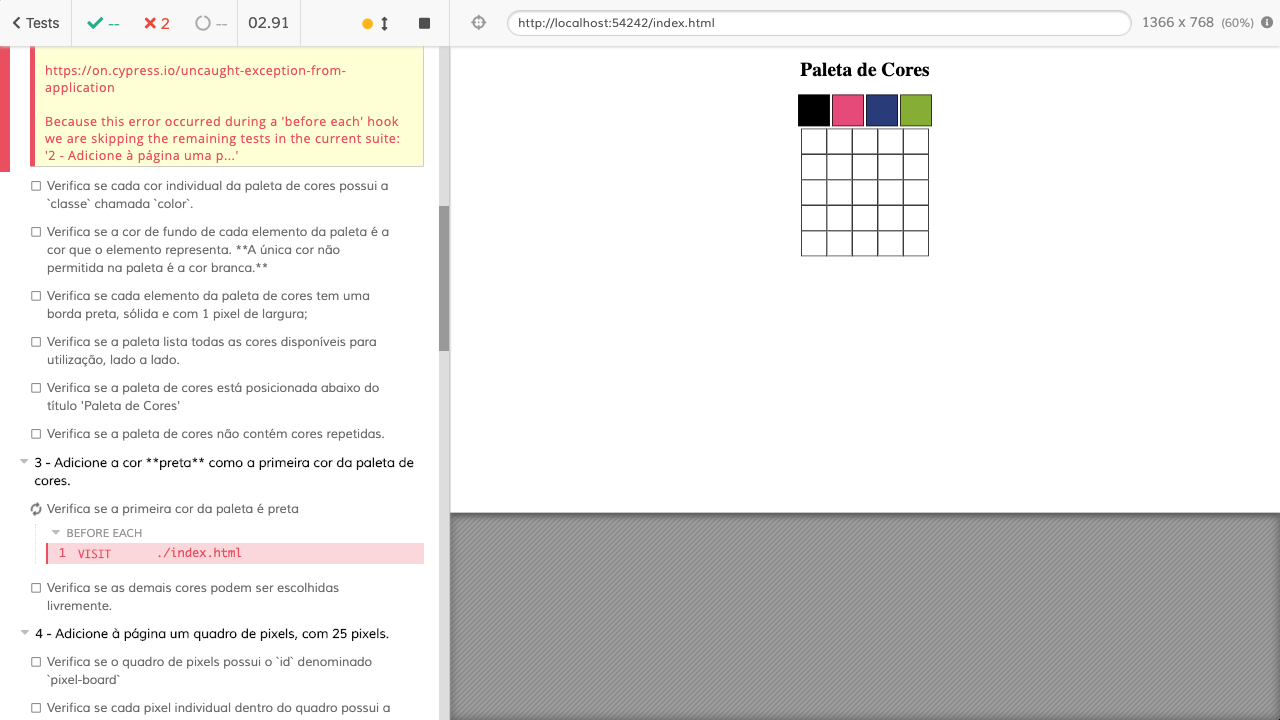 Tests
--
2
--
02.91
http://localhost:54242/index.html
1366 x 768 (60%)
https://on.cypress.io/uncaught-exception-from-
application
Because this error occurred during a 'before each' hook
we are skipping the remaining tests in the current suite:
'2 - Adicione à página uma p...'
Verifica se cada cor individual da paleta de cores possui a
`classe` chamada `color`.
Verifica se a cor de fundo de cada elemento da paleta é a
cor que o elemento representa. **A única cor não
permitida na paleta é a cor branca.**
Verifica se cada elemento da paleta de cores tem uma
borda preta, sólida e com 1 pixel de largura;
Verifica se a paleta lista todas as cores disponíveis para
utilização, lado a lado.
Verifica se a paleta de cores está posicionada abaixo do
título 'Paleta de Cores'
Verifica se a paleta de cores não contém cores repetidas.
3 - Adicione a cor **preta** como a primeira cor da paleta de
cores.
Verifica se a primeira cor da paleta é preta
BEFORE EACH
1 VISIT ./index.html
Verifica se as demais cores podem ser escolhidas
livremente.
4 - Adicione à página um quadro de pixels, com 25 pixels.
Verifica se o quadro de pixels possui o `id` denominado
`pixel-board`
Verifica se cada pixel individual dentro do quadro possui a
Paleta de Cores